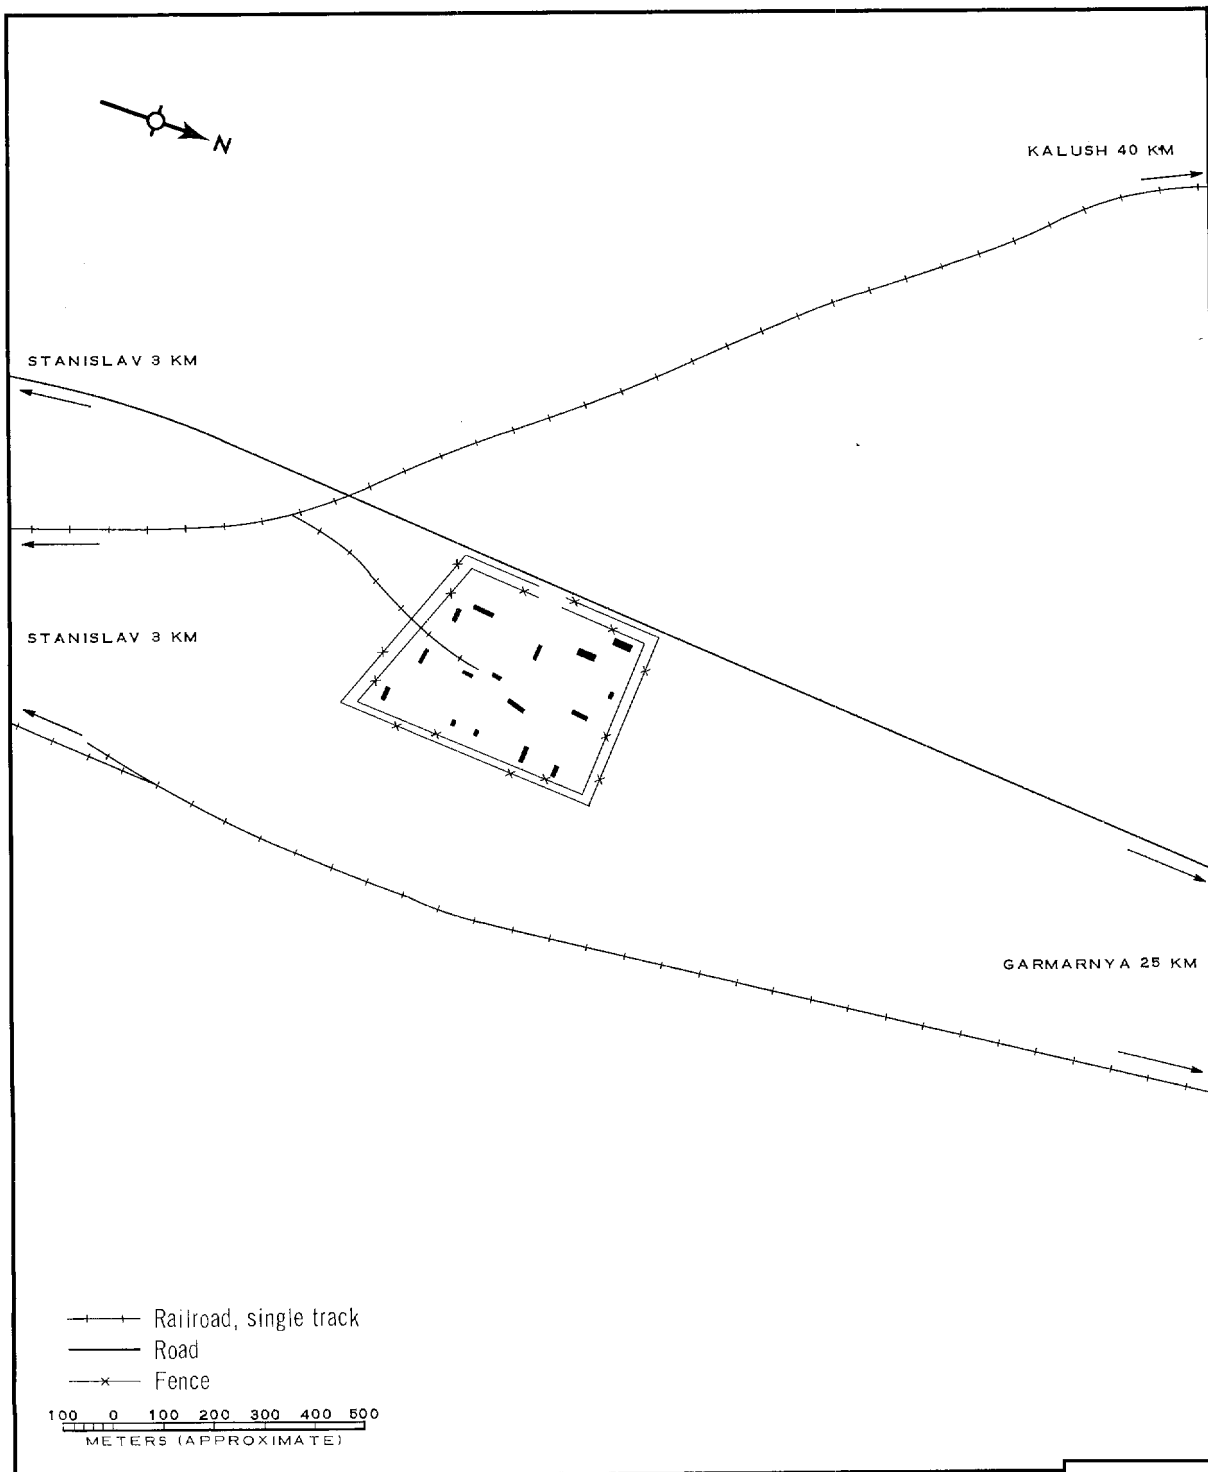 N
KALUSH 40 KM
STANISLAV 3 KM
STANISLAV 3 KM
GARMARNYA 25 KM
Railroad, single track
Road
Fence
100 0 100 200 300 400 500
METERS (APPROXIMATE)